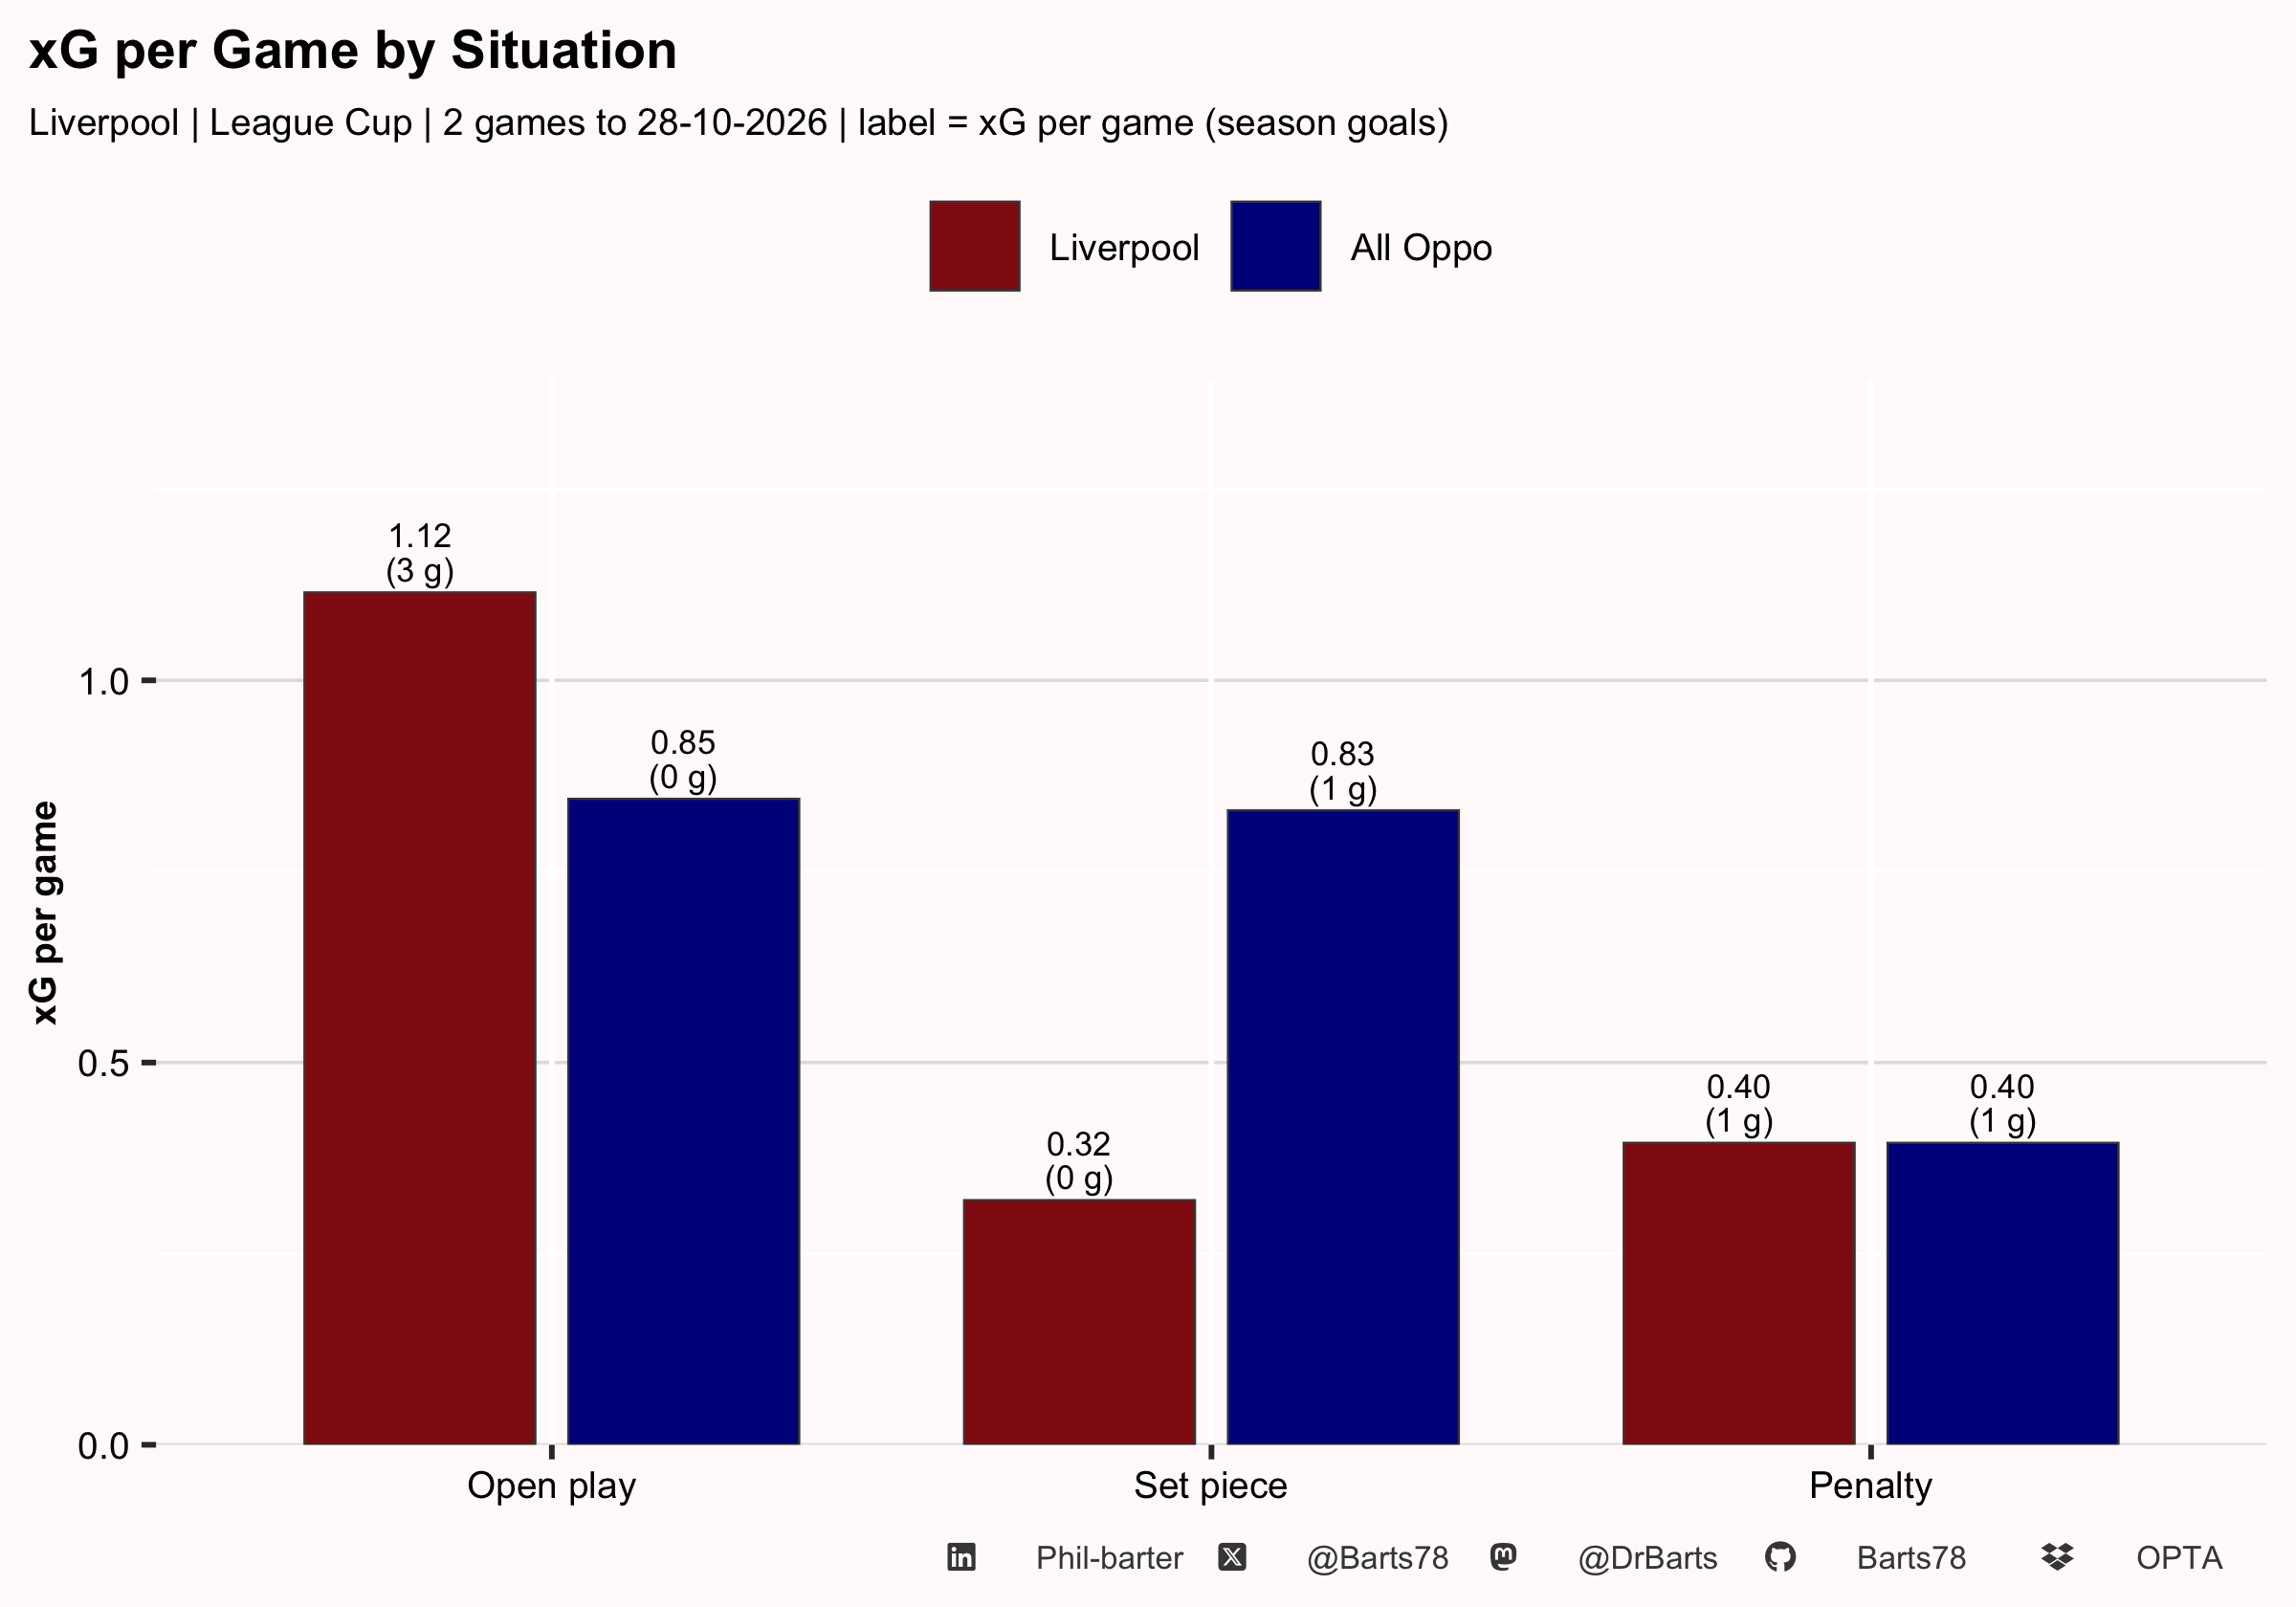 xG per Game by Situation
Liverpool | League Cup | 2 games to 28-10-2026 | label = xG per game (season goals)
Liverpool
All Oppo
1.12
(3 g)
0.85
(0 g)
0.83
(1 g)
0.32
(0 g)
0.40
(1 g)
0.40
(1 g)
xG per game
1.0
0.5
0.0
Open play
Set piece
Penalty
Phil-barter @Barts78 @DrBarts Barts78 OPTA